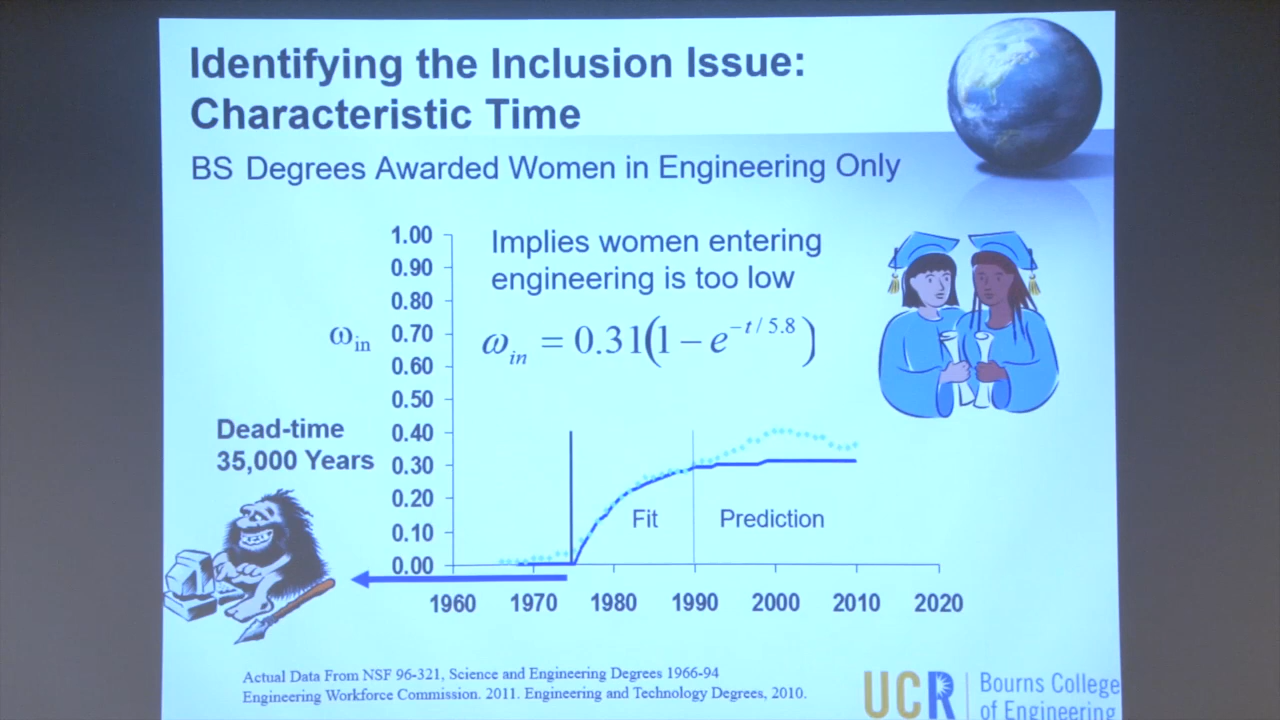 Identifying the Inclusion Issue:
Characteristic Time
BS Degrees Awarded Women in Engineering Only
Implies women entering
engineering is too low
ω_in = 0.31(1 − e^(−t / 5.8))
ω_in
1.00
0.90
0.80
0.70
0.60
0.50
0.40
0.30
0.20
0.10
0.00
Dead-time
35,000 Years
Fit
Prediction
1960 1970 1980 1990 2000 2010 2020
Actual Data From NSF 96-321, Science and Engineering Degrees 1966-94
Engineering Workforce Commission. 2011. Engineering and Technology Degrees, 2010.
UCR
Bourns College
of Engineering